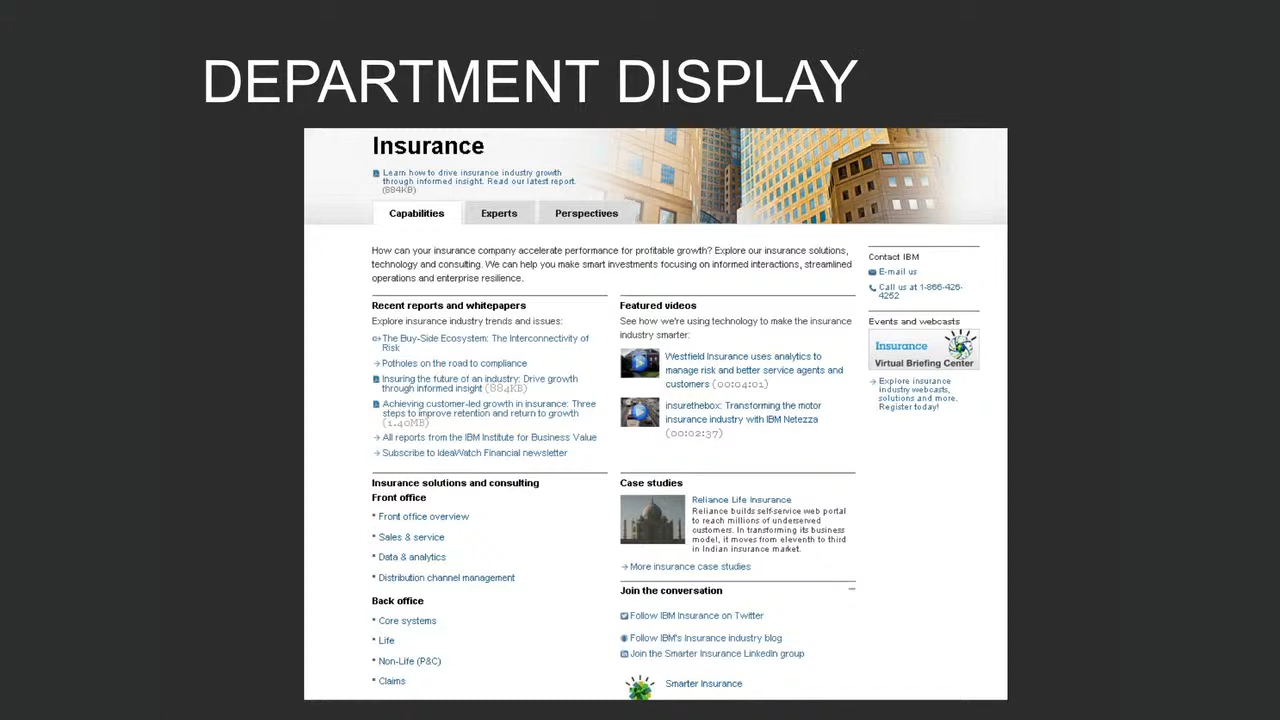 DEPARTMENT DISPLAY
Insurance
Learn how to drive insurance industry growth
through informed insight. Read our latest report.
(884KB)
Capabilities
Experts
Perspectives
How can your insurance company accelerate performance for profitable growth? Explore our insurance solutions,
technology and consulting. We can help you make smart investments focusing on informed interactions, streamlined
operations and enterprise resilience.
Recent reports and whitepapers
Explore insurance industry trends and issues:
The Buy-Side Ecosystem: The Interconnectivity of
Risk
Potholes on the road to compliance
Insuring the future of an industry: Drive growth
through informed insight (884KB)
Achieving customer-led growth in insurance: Three
steps to improve retention and return to growth
(1.40MB)
All reports from the IBM Institute for Business Value
Subscribe to IdeaWatch Financial newsletter
Featured videos
See how we're using technology to make the insurance
industry smarter:
Westfield Insurance uses analytics to
manage risk and better service agents and
customers (00:04:01)
insurethebox: Transforming the motor
insurance industry with IBM Netezza
(00:02:37)
Contact IBM
E-mail us
Call us at 1-866-426-
4252
Events and webcasts
Insurance
Virtual Briefing Center
Explore insurance
industry webcasts,
solutions and more.
Register today!
Insurance solutions and consulting
Front office
Front office overview
Sales & service
Data & analytics
Distribution channel management
Back office
Core systems
Life
Non-Life (P&C)
Claims
Case studies
Reliance Life Insurance
Reliance builds self-service web portal
to reach millions of underserved
customers. In transforming its business
model, it moves from eleventh to third
in Indian insurance market.
More insurance case studies
Join the conversation
Follow IBM Insurance on Twitter
Follow IBM's Insurance industry blog
Join the Smarter Insurance LinkedIn group
Smarter Insurance